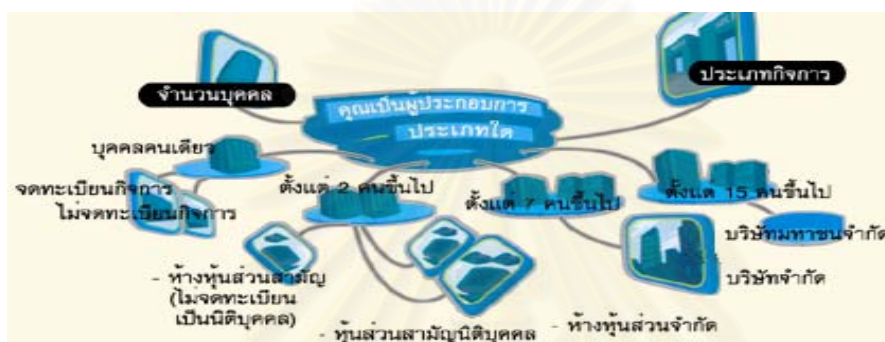 จำนวนบุคคล
ประเภทกิจการ
คุณเป็นผู้ประกอบการ
ประเภทใด
บุคคลคนเดียว
จดทะเบียนกิจการ
ไม่จดทะเบียนกิจการ
ตั้งแต่ 2 คนขึ้นไป
ตั้งแต่ 7 คนขึ้นไป
ตั้งแต่ 15 คนขึ้นไป
บริษัทมหาชนจำกัด
บริษัทจำกัด
- ห้างหุ้นส่วนสามัญ
(ไม่จดทะเบียน
เป็นนิติบุคคล)
- หุ้นส่วนสามัญนิติบุคคล
- ห้างหุ้นส่วนจำกัด